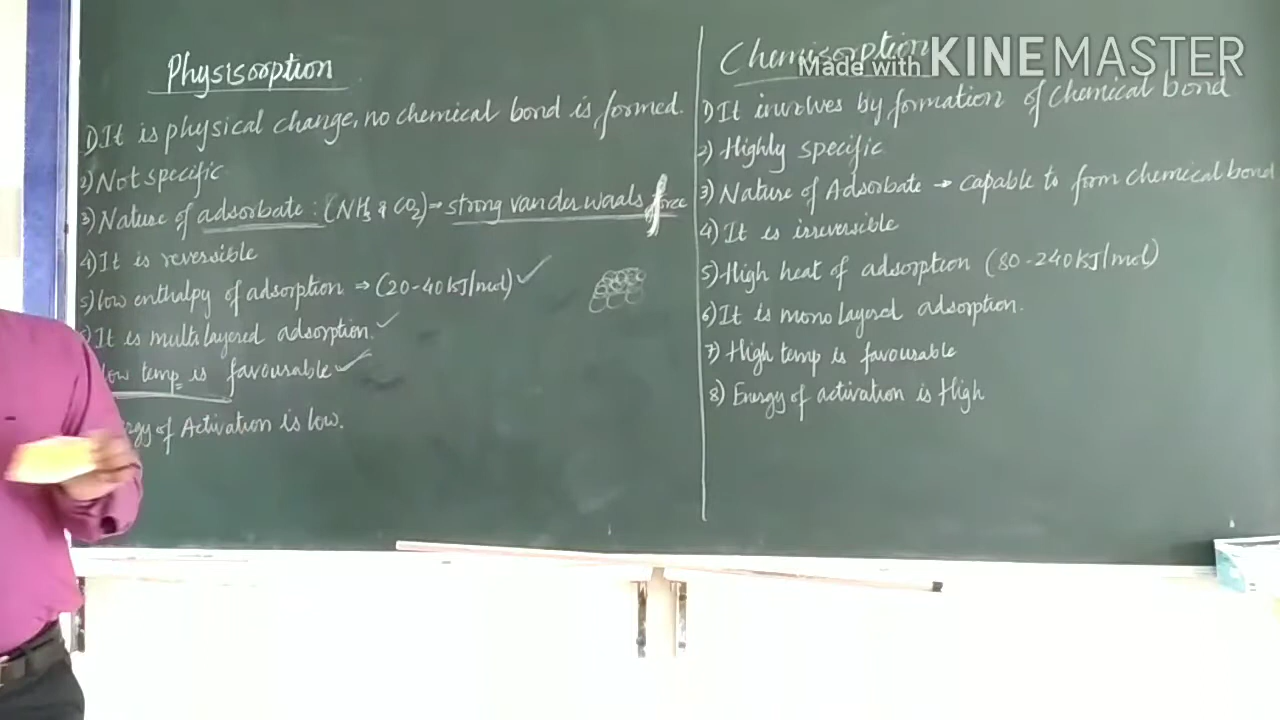 Physisorption
1) It is physical change, no chemical bond is formed.
2) Not specific
3) Nature of adsorbate: (NH3 & CO2) → strong vander waals force
4) It is reversible
5) low enthalpy of adsorption ⇒ (20-40 kJ/mol) ✓
It is multilayered adsorption. ✓
low temp is favourable ✓
of Activation is low.
Chemisorption
Made with KINEMASTER
1) It involves by formation of chemical bond
2) Highly specific
3) Nature of Adsorbate → capable to form chemical bond
4) It is irreversible
5) High heat of adsorption (80-240 kJ/mol)
6) It is mono layered adsorption.
7) High temp is favourable
8) Energy of activation is High